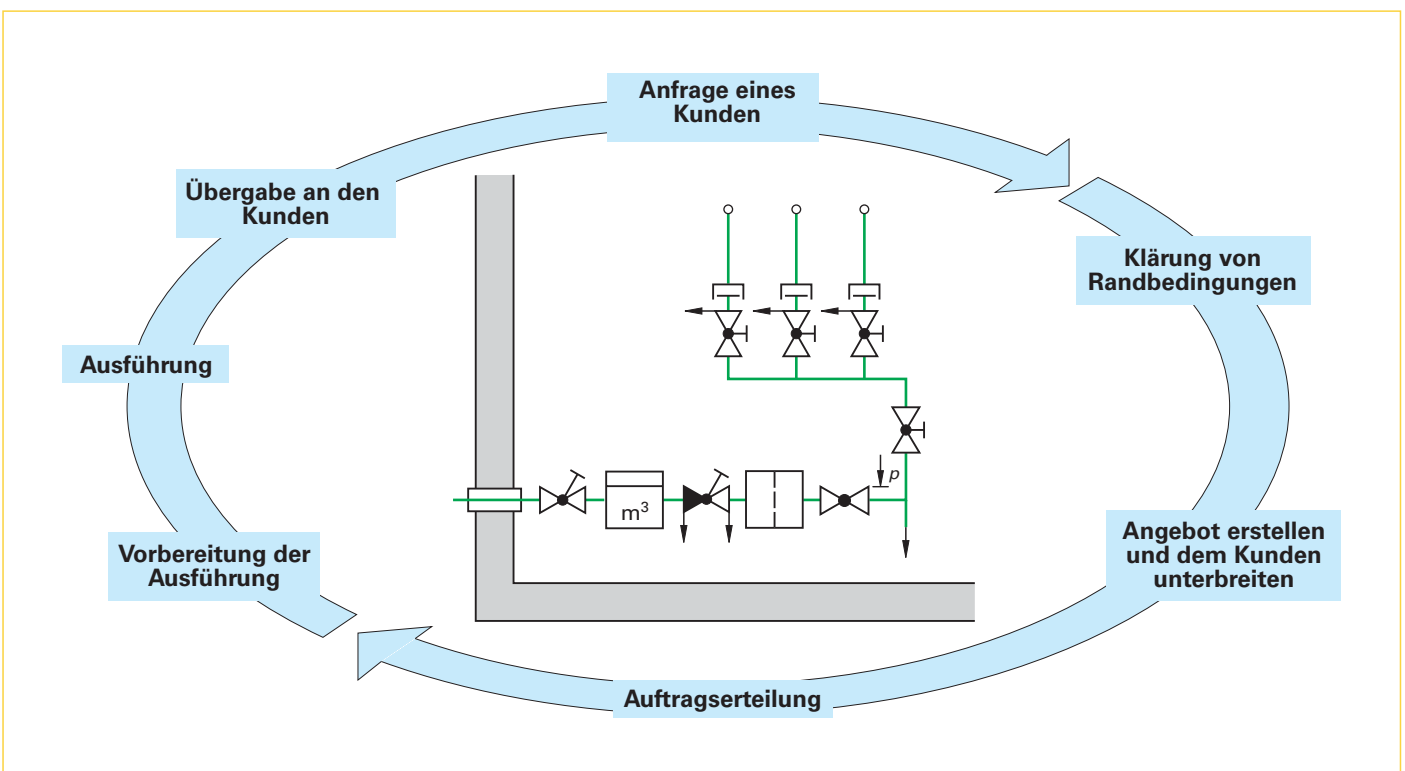 Anfrage eines
Kunden
Klärung von
Randbedingungen
Angebot erstellen
und dem Kunden
unterbreiten
Auftragserteilung
Vorbereitung der
Ausführung
Ausführung
Übergabe an den
Kunden
m³
p